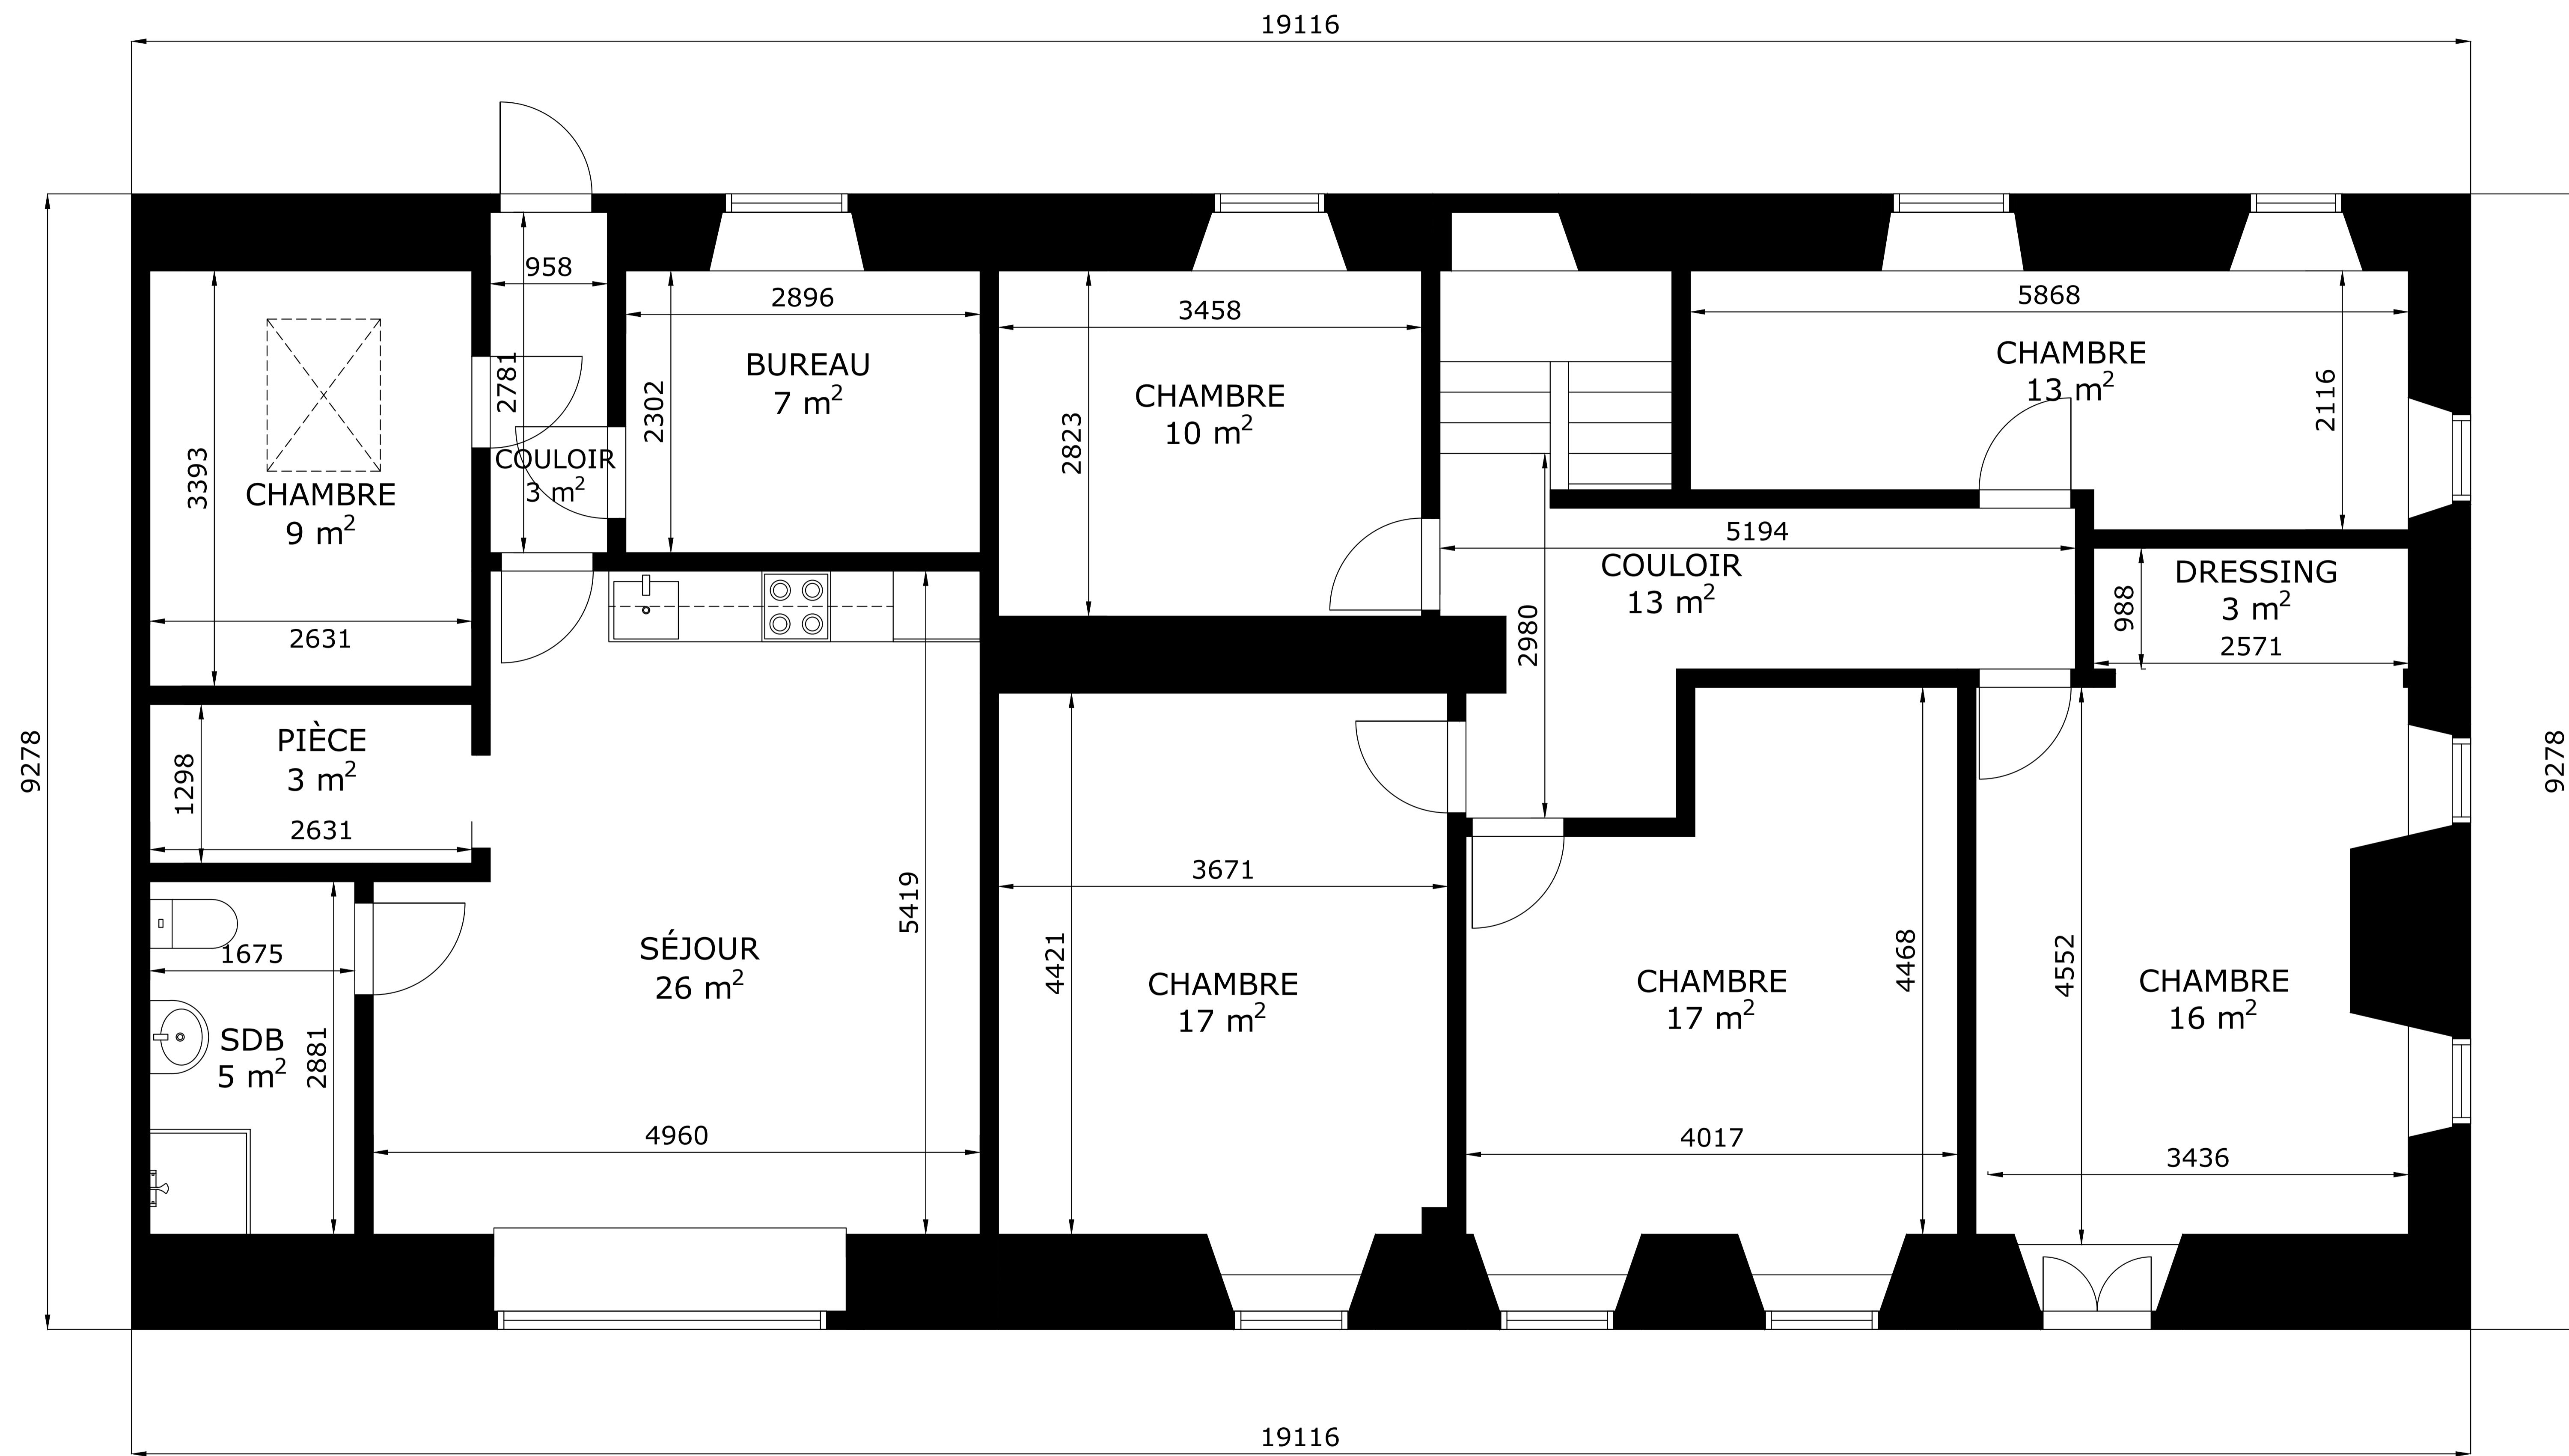 19116
9278
9278
958
2781
COULOIR
3 m²
2896
2302
BUREAU
7 m²
3458
2823
CHAMBRE
10 m²
5868
CHAMBRE
13 m²
2116
3393
CHAMBRE
9 m²
2631
5194
COULOIR
13 m²
2980
DRESSING
3 m²
988
2571
PIÈCE
3 m²
1298
2631
SÉJOUR
26 m²
5419
4960
1675
SDB
5 m²
2881
3671
4421
CHAMBRE
17 m²
CHAMBRE
17 m²
4468
4017
4552
CHAMBRE
16 m²
3436
19116